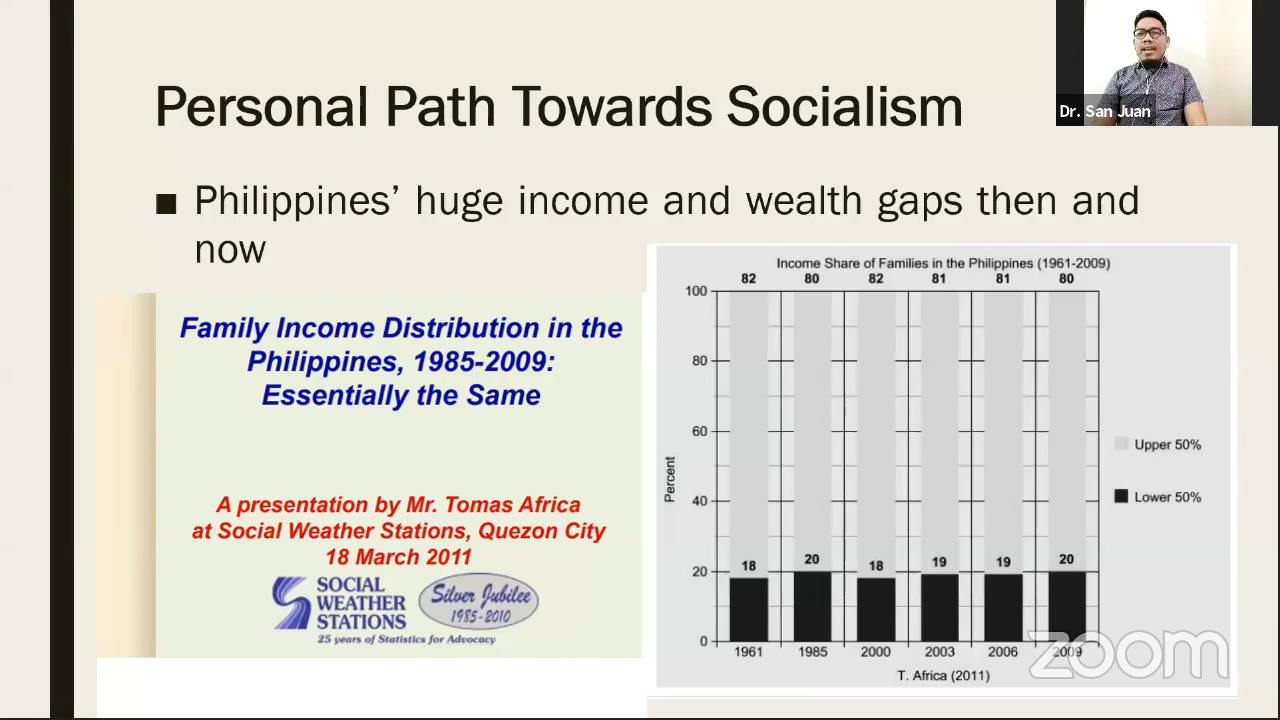 Personal Path Towards Socialism
Dr. San Juan
■ Philippines’ huge income and wealth gaps then and
now
Family Income Distribution in the
Philippines, 1985-2009:
Essentially the Same
A presentation by Mr. Tomas Africa
at Social Weather Stations, Quezon City
18 March 2011
SOCIAL
WEATHER
STATIONS
Silver Jubilee
1985-2010
25 years of Statistics for Advocacy
Income Share of Families in the Philippines (1961-2009)
82 80 82 81 81 80
100
80
60
40
20
0
Percent
18 20 18 19 19 20
1961 1985 2000 2003 2006 2009
T. Africa (2011)
Upper 50%
Lower 50%
zoom